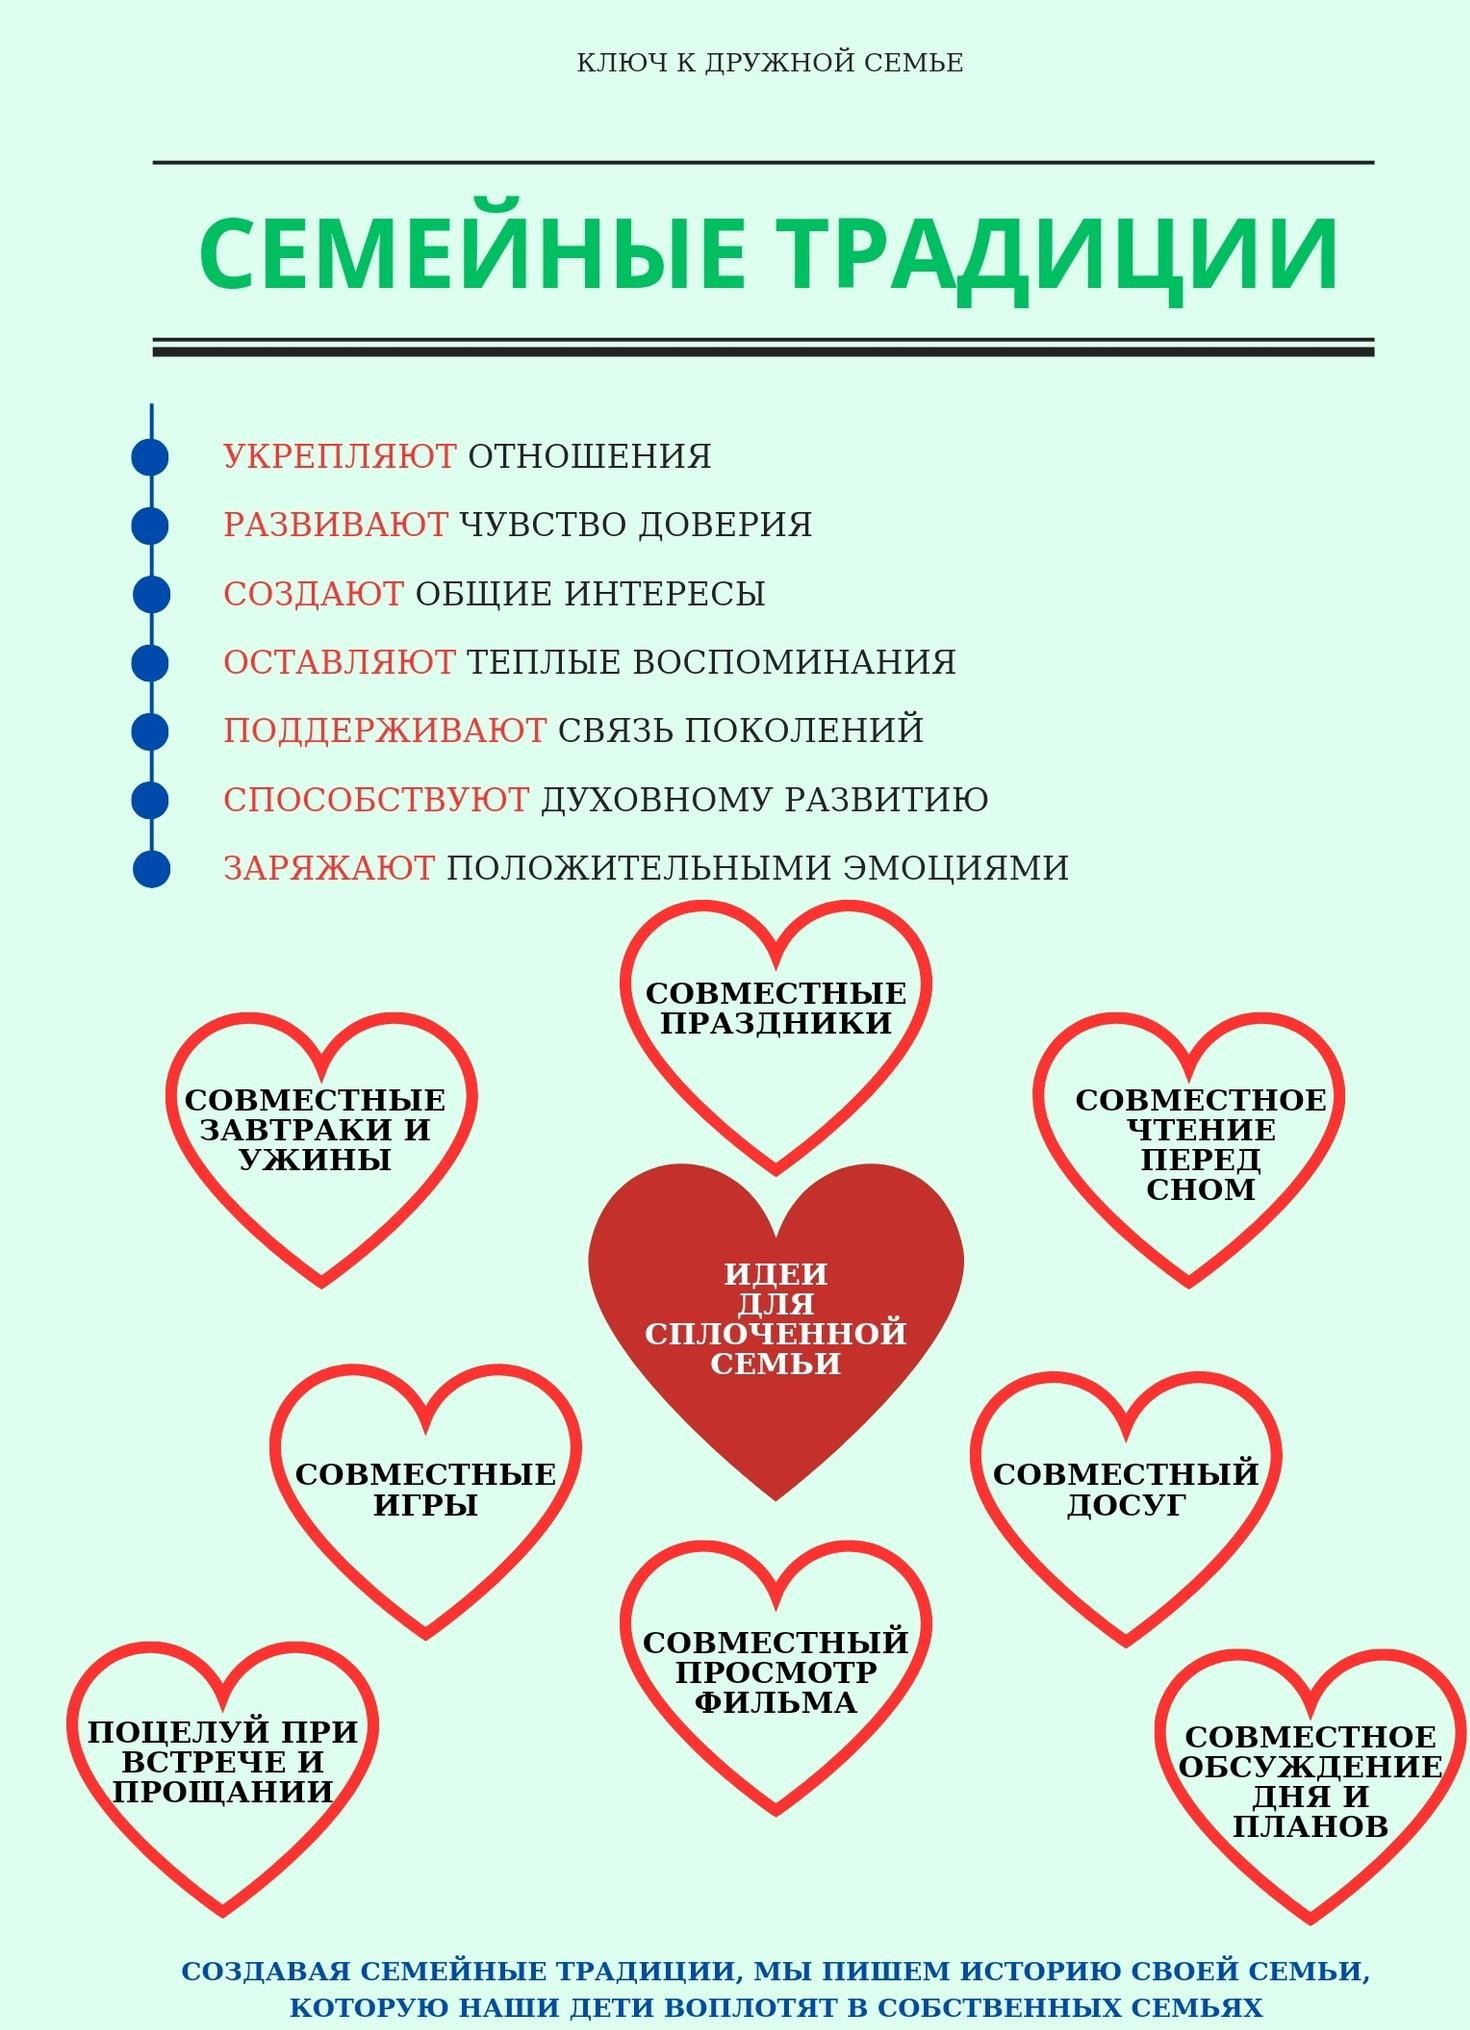 КЛЮЧ К ДРУЖНОЙ СЕМЬЕ
СЕМЕЙНЫЕ ТРАДИЦИИ
УКРЕПЛЯЮТ ОТНОШЕНИЯ
РАЗВИВАЮТ ЧУВСТВО ДОВЕРИЯ
СОЗДАЮТ ОБЩИЕ ИНТЕРЕСЫ
ОСТАВЛЯЮТ ТЕПЛЫЕ ВОСПОМИНАНИЯ
ПОДДЕРЖИВАЮТ СВЯЗЬ ПОКОЛЕНИЙ
СПОСОБСТВУЮТ ДУХОВНОМУ РАЗВИТИЮ
ЗАРЯЖАЮТ ПОЛОЖИТЕЛЬНЫМИ ЭМОЦИЯМИ
СОВМЕСТНЫЕ
ПРАЗДНИКИ
СОВМЕСТНЫЕ
ЗАВТРАКИ И
УЖИНЫ
СОВМЕСТНОЕ
ЧТЕНИЕ
ПЕРЕД
СНОМ
ИДЕИ
ДЛЯ
СПЛОЧЕННОЙ
СЕМЬИ
СОВМЕСТНЫЕ
ИГРЫ
СОВМЕСТНЫЙ
ДОСУГ
СОВМЕСТНЫЙ
ПРОСМОТР
ФИЛЬМА
ПОЦЕЛУЙ ПРИ
ВСТРЕЧЕ И
ПРОЩАНИИ
СОВМЕСТНОЕ
ОБСУЖДЕНИЕ
ДНЯ И
ПЛАНОВ
СОЗДАВАЯ СЕМЕЙНЫЕ ТРАДИЦИИ, МЫ ПИШЕМ ИСТОРИЮ СВОЕЙ СЕМЬИ,
КОТОРУЮ НАШИ ДЕТИ ВОПЛОТЯТ В СОБСТВЕННЫХ СЕМЬЯХ